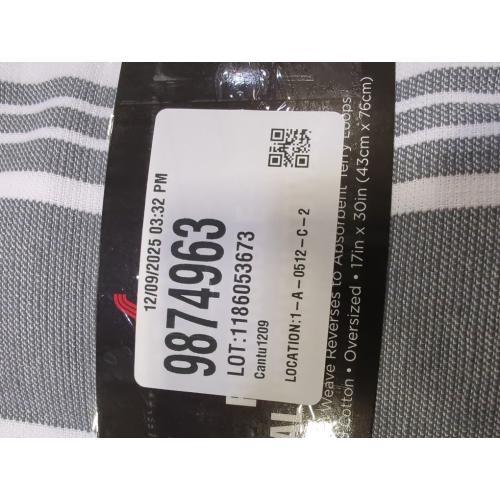 12/09/2025 03:32 PM
9874963
LOT:1186053673
Cantu1209
LOCATION:1-A-0512-C-2
Weave Reverses to Absorbent Terry Loops
Cotton • Oversized • 17in x 30in (43cm x 76cm)